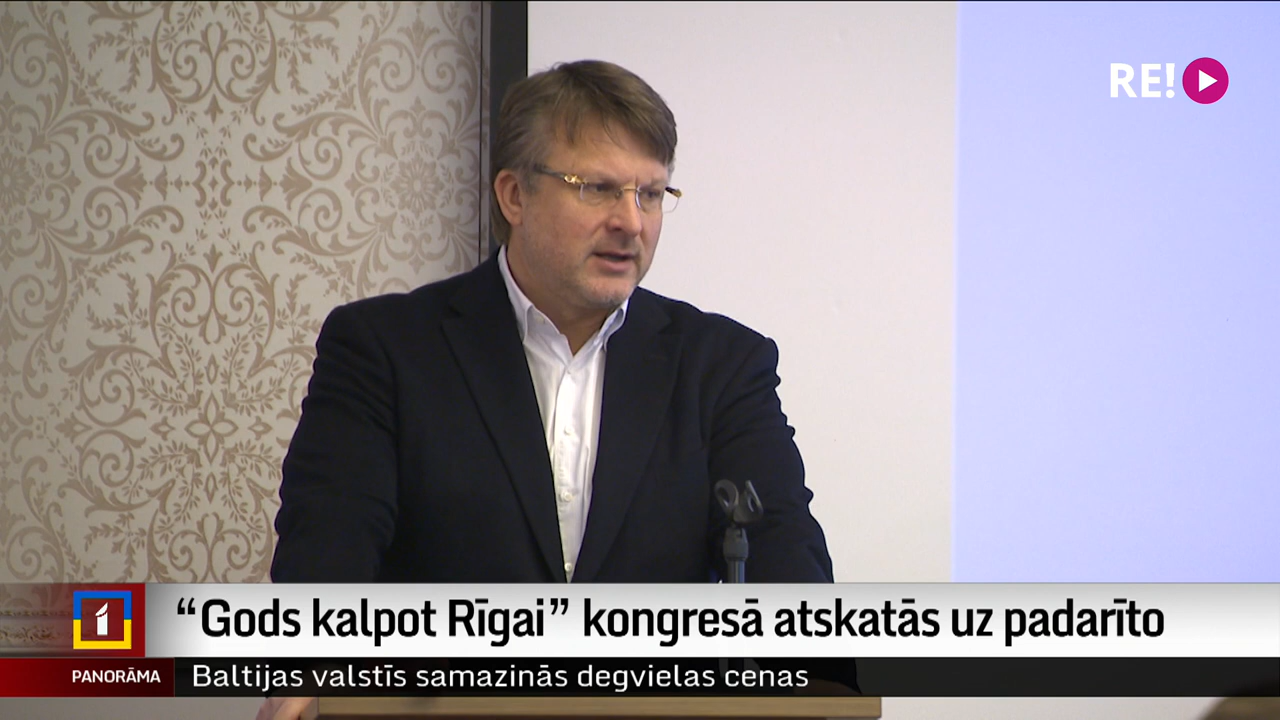 RE!
“Gods kalpot Rīgai” kongresā atskatās uz padarīto
1
PANORĀMA
Baltijas valstīs samazinās degvielas cenas